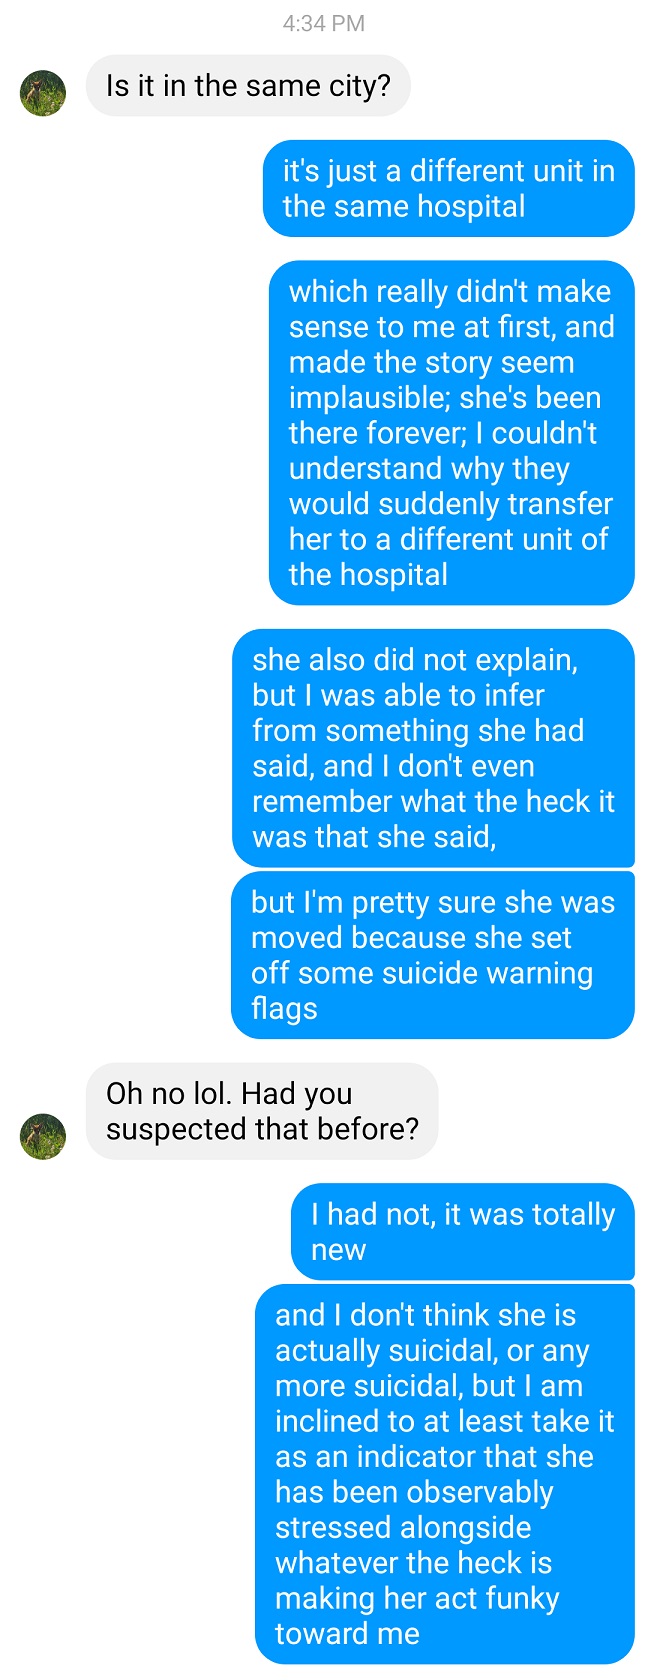 4:34 PM
Is it in the same city?
it's just a different unit in
the same hospital
which really didn't make
sense to me at first, and
made the story seem
implausible; she's been
there forever; I couldn't
understand why they
would suddenly transfer
her to a different unit of
the hospital
she also did not explain,
but I was able to infer
from something she had
said, and I don't even
remember what the heck it
was that she said,
but I'm pretty sure she was
moved because she set
off some suicide warning
flags
Oh no lol. Had you
suspected that before?
I had not, it was totally
new
and I don't think she is
actually suicidal, or any
more suicidal, but I am
inclined to at least take it
as an indicator that she
has been observably
stressed alongside
whatever the heck is
making her act funky
toward me